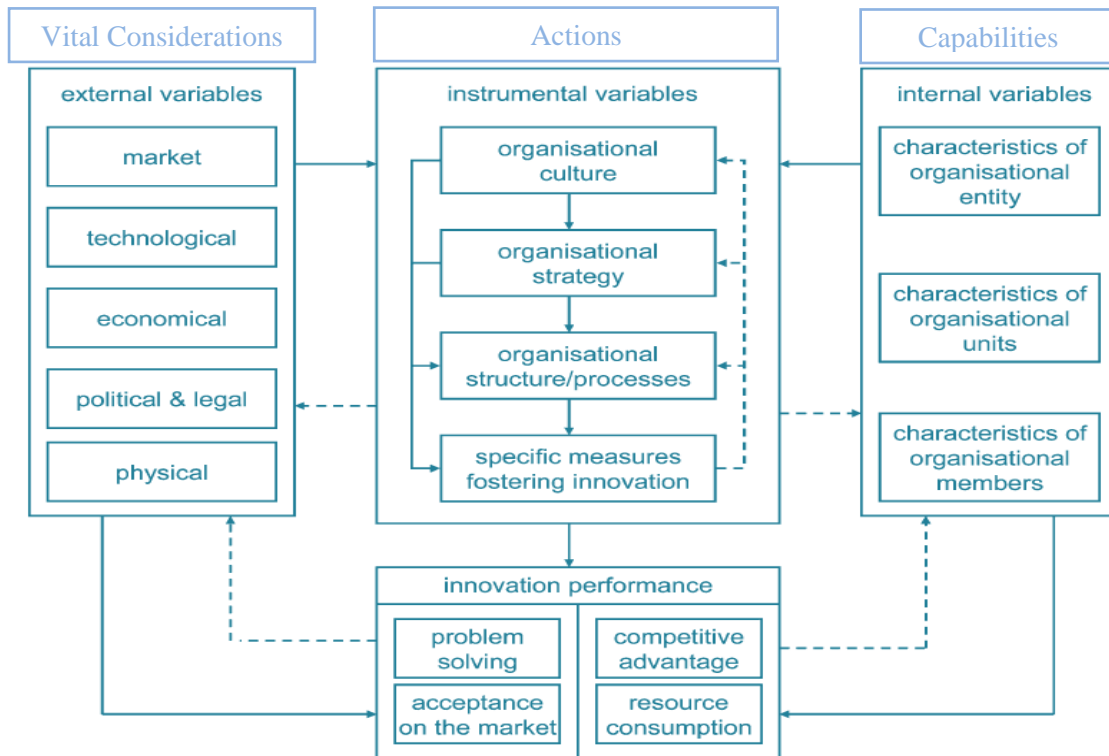 Vital Considerations
Actions
Capabilities
external variables
market
technological
economical
political & legal
physical
instrumental variables
organisational
culture
organisational
strategy
organisational
structure/processes
specific measures
fostering innovation
internal variables
characteristics of
organisational
entity
characteristics of
organisational
units
characteristics of
organisational
members
innovation performance
problem
solving
competitive
advantage
acceptance
on the market
resource
consumption